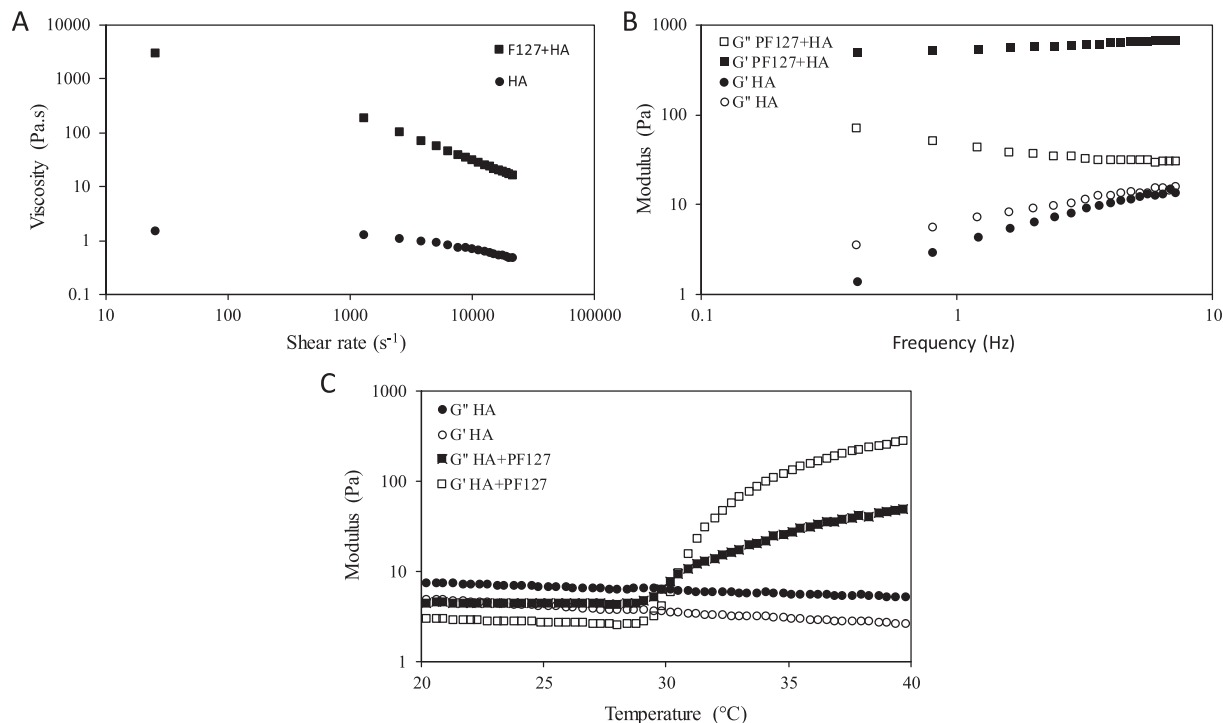 A
Viscosity (Pa.s)
10000
1000
100
10
1
0.1
F127+HA
HA
10 100 1000 10000 100000
Shear rate (s⁻¹)
B
Modulus (Pa)
1000
100
10
1
G" PF127+HA
G' PF127+HA
G' HA
G" HA
0.1 1 10
Frequency (Hz)
C
Modulus (Pa)
1000
100
10
1
G" HA
G' HA
G" HA+PF127
G' HA+PF127
20 25 30 35 40
Temperature (°C)